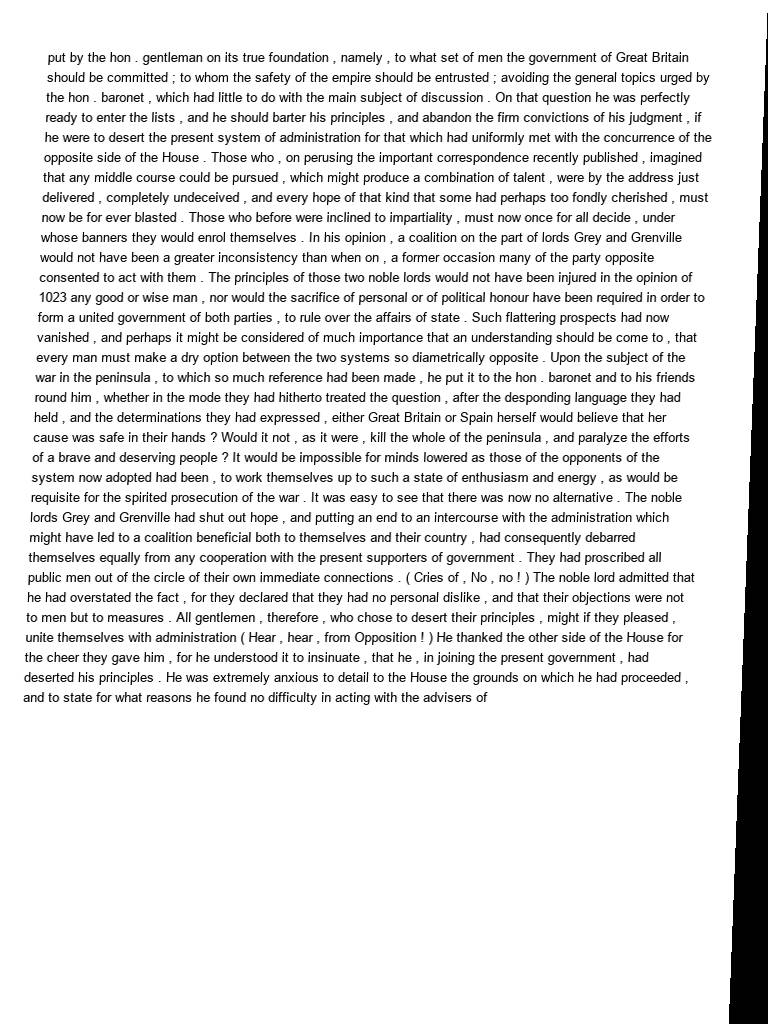 put by the hon . gentleman on its true foundation , namely , to what set of men the government of Great Britain
should be committed ; to whom the safety of the empire should be entrusted ; avoiding the general topics urged by
the hon . baronet , which had little to do with the main subject of discussion . On that question he was perfectly
ready to enter the lists , and he should barter his principles , and abandon the firm convictions of his judgment , if
he were to desert the present system of administration for that which had uniformly met with the concurrence of the
opposite side of the House . Those who , on perusing the important correspondence recently published , imagined
that any middle course could be pursued , which might produce a combination of talent , were by the address just
delivered , completely undeceived , and every hope of that kind that some had perhaps too fondly cherished , must
now be for ever blasted . Those who before were inclined to impartiality , must now once for all decide , under
whose banners they would enrol themselves . In his opinion , a coalition on the part of lords Grey and Grenville
would not have been a greater inconsistency than when on , a former occasion many of the party opposite
consented to act with them . The principles of those two noble lords would not have been injured in the opinion of
1023 any good or wise man , nor would the sacrifice of personal or of political honour have been required in order to
form a united government of both parties , to rule over the affairs of state . Such flattering prospects had now
vanished , and perhaps it might be considered of much importance that an understanding should be come to , that
every man must make a dry option between the two systems so diametrically opposite . Upon the subject of the
war in the peninsula , to which so much reference had been made , he put it to the hon . baronet and to his friends
round him , whether in the mode they had hitherto treated the question , after the desponding language they had
held , and the determinations they had expressed , either Great Britain or Spain herself would believe that her
cause was safe in their hands ? Would it not , as it were , kill the whole of the peninsula , and paralyze the efforts
of a brave and deserving people ? It would be impossible for minds lowered as those of the opponents of the
system now adopted had been , to work themselves up to such a state of enthusiasm and energy , as would be
requisite for the spirited prosecution of the war . It was easy to see that there was now no alternative . The noble
lords Grey and Grenville had shut out hope , and putting an end to an intercourse with the administration which
might have led to a coalition beneficial both to themselves and their country , had consequently debarred
themselves equally from any cooperation with the present supporters of government . They had proscribed all
public men out of the circle of their own immediate connections . ( Cries of , No , no ! ) The noble lord admitted that
he had overstated the fact , for they declared that they had no personal dislike , and that their objections were not
to men but to measures . All gentlemen , therefore , who chose to desert their principles , might if they pleased ,
unite themselves with administration ( Hear , hear , from Opposition ! ) He thanked the other side of the House for
the cheer they gave him , for he understood it to insinuate , that he , in joining the present government , had
deserted his principles . He was extremely anxious to detail to the House the grounds on which he had proceeded ,
and to state for what reasons he found no difficulty in acting with the advisers of